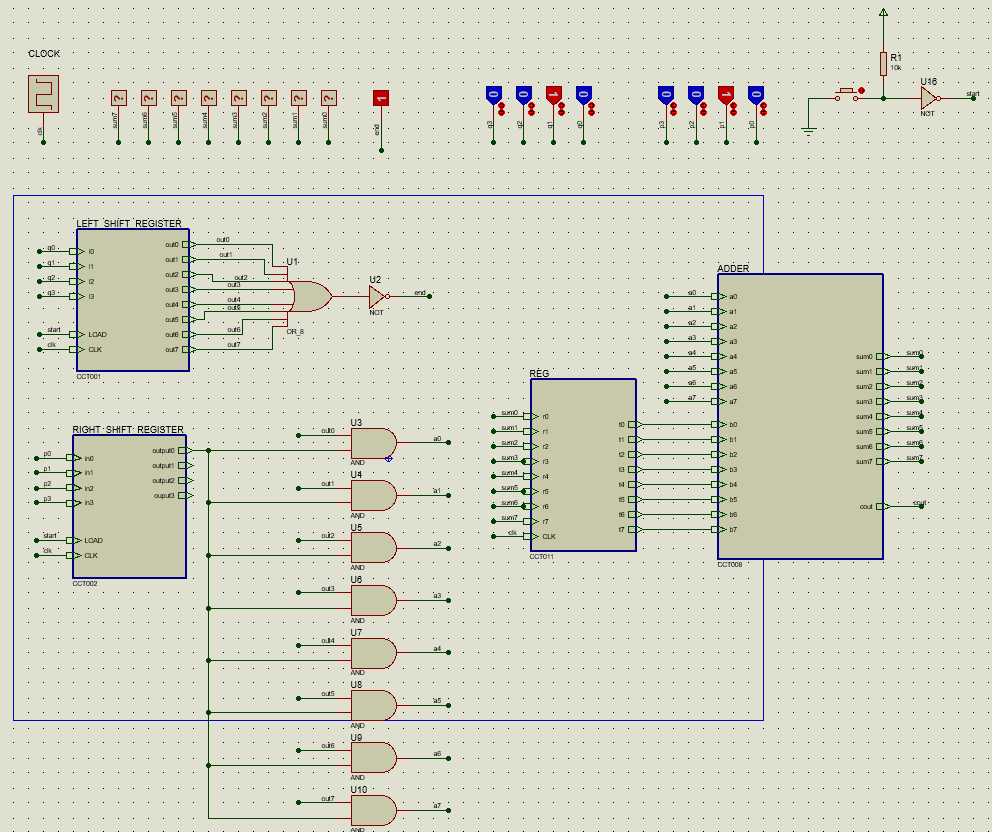 CLOCK
clk
?
sum7
?
sum6
?
sum5
?
sum4
?
sum3
?
sum2
?
sum1
?
sum0
1
end
0
q3
0
q2
1
q1
0
q0
0
p3
0
p2
1
p1
0
p0
R1
10k
U16
NOT
start
LEFT SHIFT REGISTER
q0 I0 out0 out0
q1 I1 out1 out1
q2 I2 out2 out2
q3 I3 out3 out3
out4 out4
out5 out5
start LOAD out6 out6
clk CLK out7 out7
CCT001
U1
OR_8
U2
NOT
end
RIGHT SHIFT REGISTER
p0 in0 output0
p1 in1 output1
p2 in2 output2
p3 in3 ouput3
start LOAD
clk CLK
CCT002
U3
out0 a0
AND
U4
out1 a1
AND
U5
out2 a2
AND
U6
out3 a3
AND
U7
out4 a4
AND
U8
out5 a5
AND
U9
out6 a6
AND
U10
out7 a7
AND
REG
sum0 r0 t0
sum1 r1 t1
sum2 r2 t2
sum3 r3 t3
sum4 r4 t4
sum5 r5 t5
sum6 r6 t6
sum7 r7 t7
clk CLK
CCT011
ADDER
a0 a0
a1 a1
a2 a2
a3 a3
a4 a4
a5 a5
a6 a6
a7 a7
b0
b1
b2
b3
b4
b5
b6
b7
sum0 sum0
sum1 sum1
sum2 sum2
sum3 sum3
sum4 sum4
sum5 sum5
sum6 sum6
sum7 sum7
cout cout
CCT008